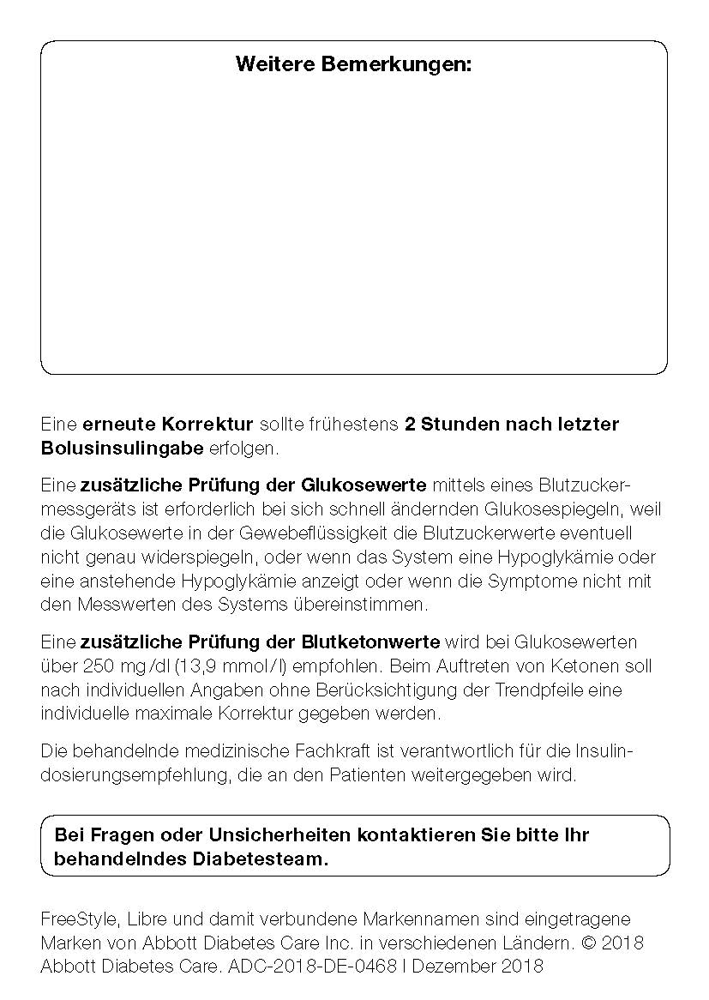 Weitere Bemerkungen:
Eine erneute Korrektur sollte frühestens 2 Stunden nach letzter
Bolusinsulingabe erfolgen.
Eine zusätzliche Prüfung der Glukosewerte mittels eines Blutzucker-
messgeräts ist erforderlich bei sich schnell ändernden Glukosespiegeln, weil
die Glukosewerte in der Gewebeflüssigkeit die Blutzuckerwerte eventuell
nicht genau widerspiegeln, oder wenn das System eine Hypoglykämie oder
eine anstehende Hypoglykämie anzeigt oder wenn die Symptome nicht mit
den Messwerten des Systems übereinstimmen.
Eine zusätzliche Prüfung der Blutketonwerte wird bei Glukosewerten
über 250 mg/dl (13,9 mmol/l) empfohlen. Beim Auftreten von Ketonen soll
nach individuellen Angaben ohne Berücksichtigung der Trendpfeile eine
individuelle maximale Korrektur gegeben werden.
Die behandelnde medizinische Fachkraft ist verantwortlich für die Insulin-
dosierungsempfehlung, die an den Patienten weitergegeben wird.
Bei Fragen oder Unsicherheiten kontaktieren Sie bitte Ihr
behandelndes Diabetesteam.
FreeStyle, Libre und damit verbundene Markennamen sind eingetragene
Marken von Abbott Diabetes Care Inc. in verschiedenen Ländern. © 2018
Abbott Diabetes Care. ADC-2018-DE-0468 | Dezember 2018